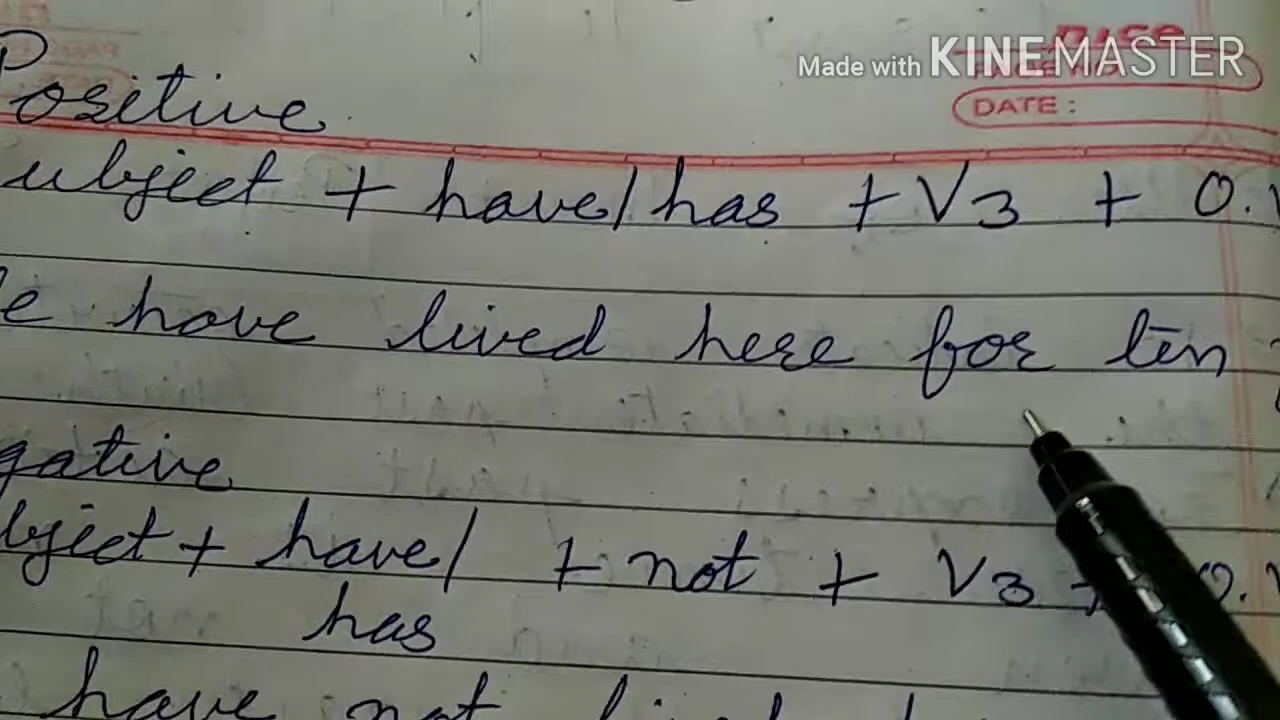 Made with KINEMASTER
DATE :
Positive
ubject + have/has + V3 + O.
e have lived here for ten
gative
bject + have/ + not + V3 + O.
has
have not